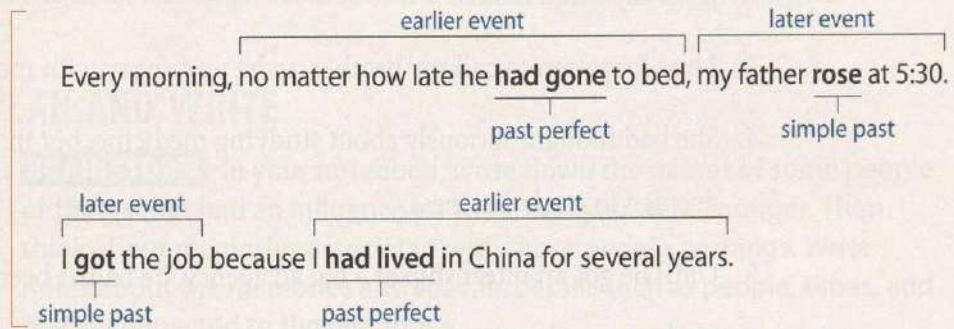 earlier event later event
Every morning, no matter how late he had gone to bed, my father rose at 5:30.
past perfect simple past
later event earlier event
I got the job because I had lived in China for several years.
simple past past perfect